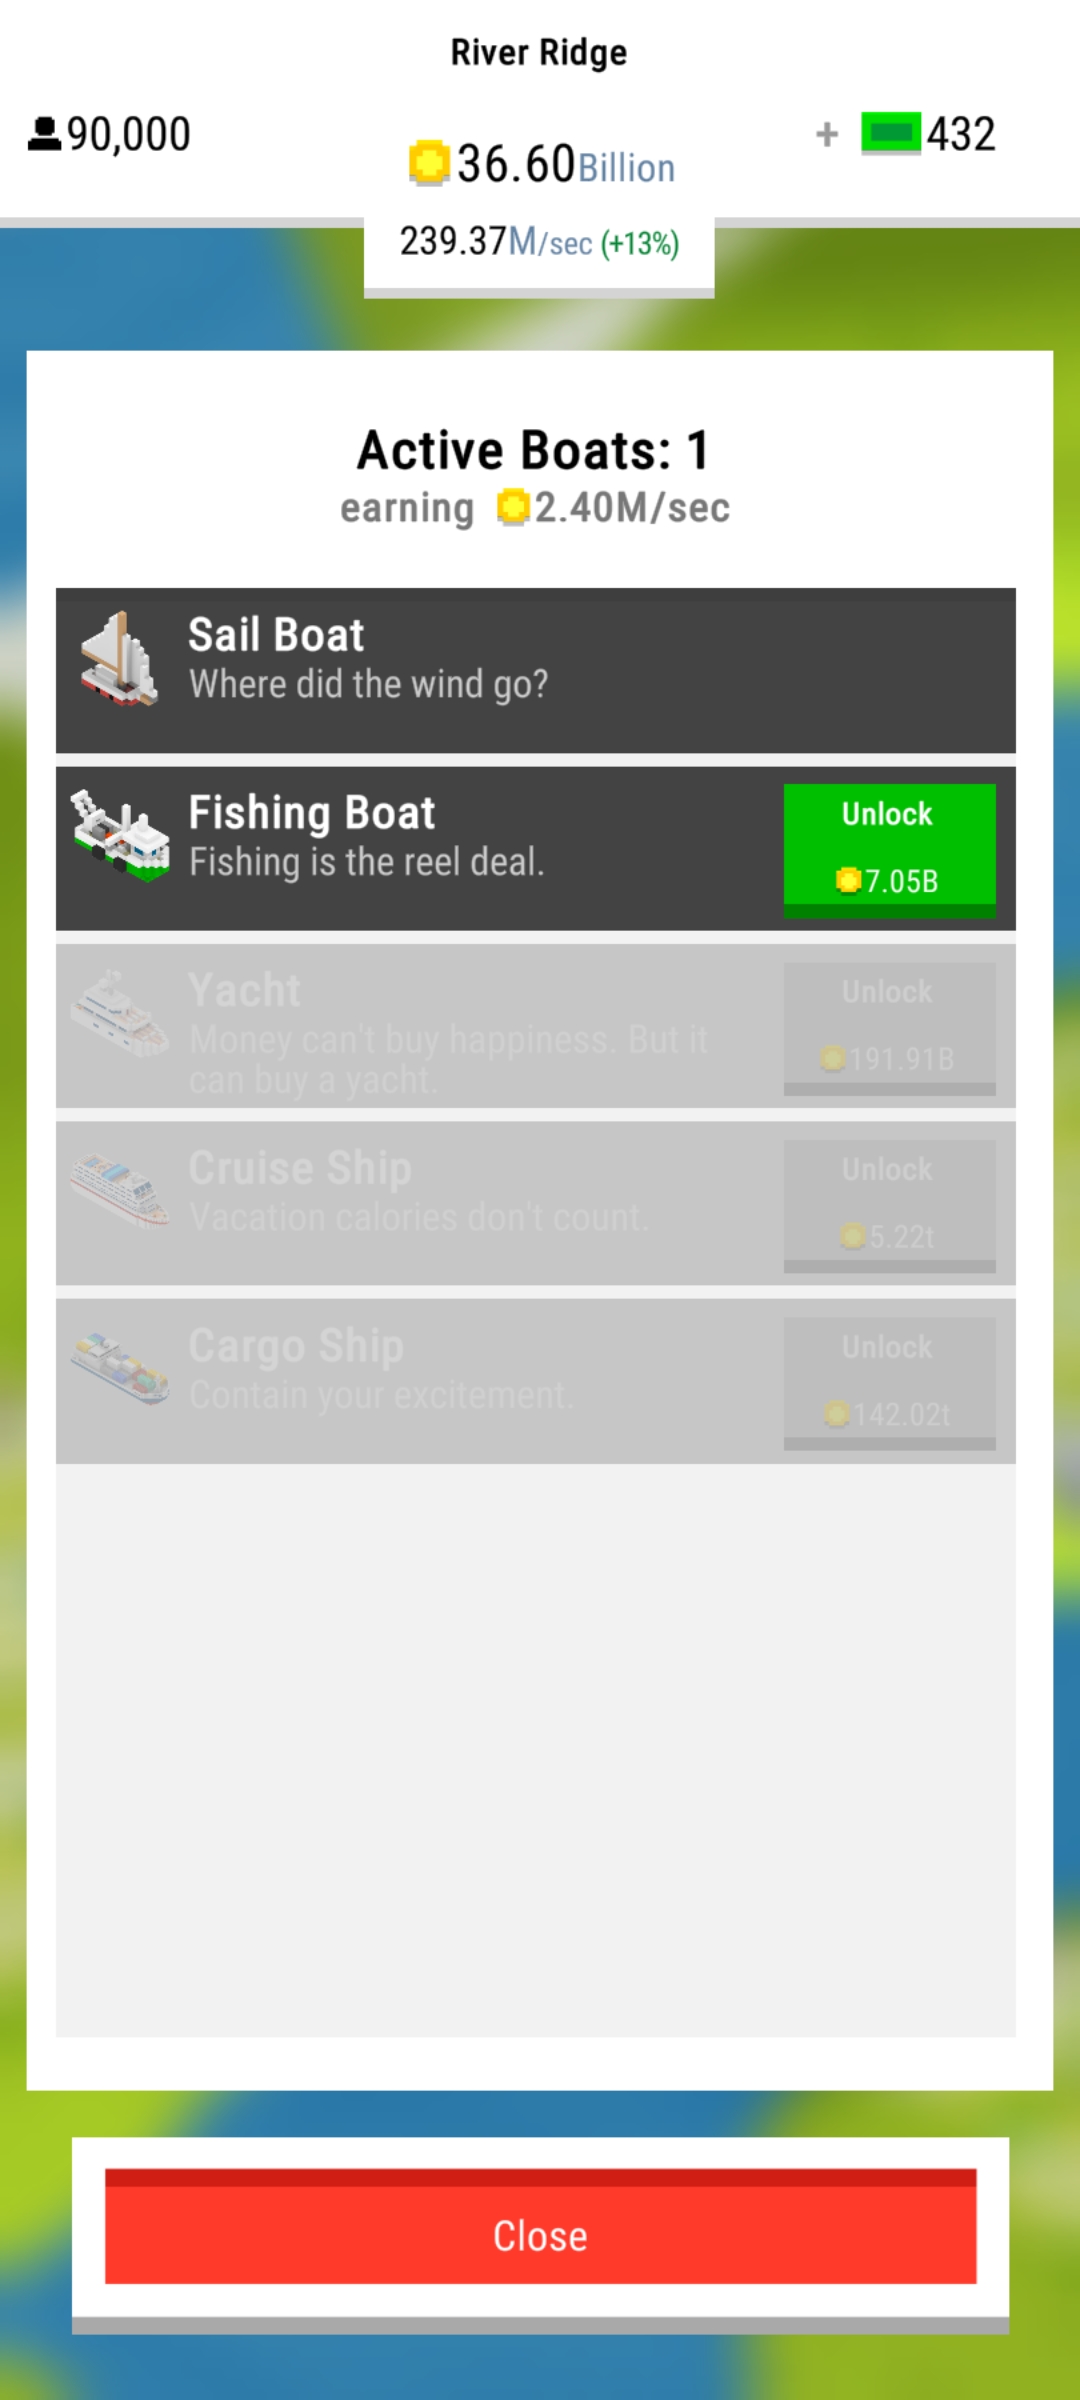 River Ridge
90,000
36.60Billion
+ 432
239.37M/sec (+13%)
Active Boats: 1
earning 2.40M/sec
Sail Boat
Where did the wind go?
Fishing Boat
Fishing is the reel deal.
Unlock
7.05B
Yacht
Money can't buy happiness. But it
can buy a yacht.
Unlock
191.91B
Cruise Ship
Vacation calories don't count.
Unlock
5.22t
Cargo Ship
Contain your excitement.
Unlock
142.02t
Close